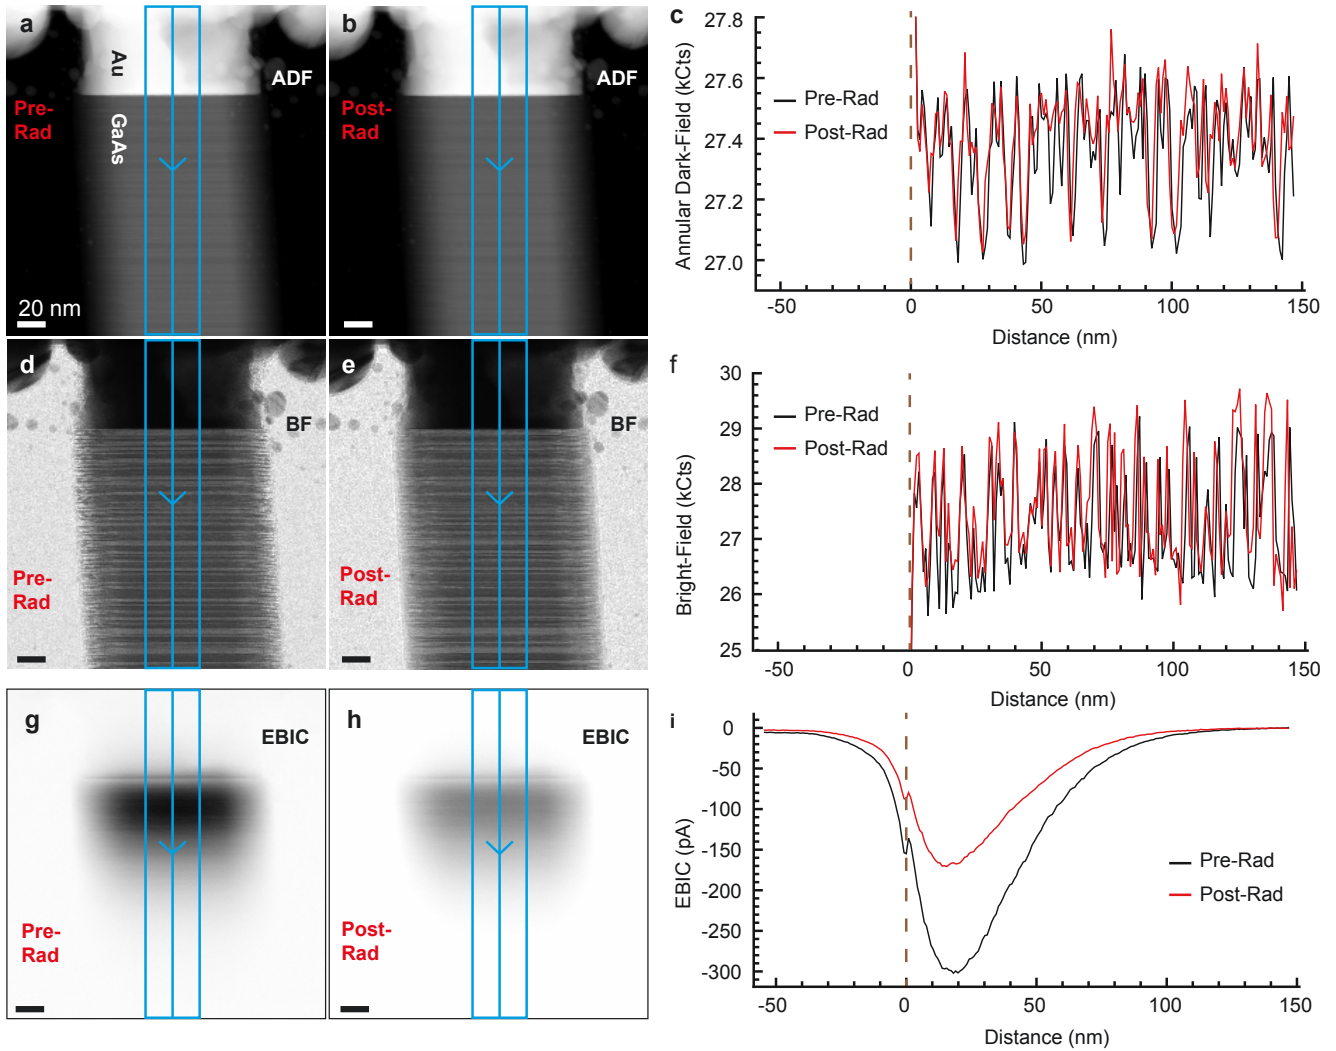 a
Au
GaAs
ADF
Pre-
Rad
20 nm
b
ADF
Post-
Rad
c
27.8
27.6
27.4
27.2
27.0
Annular Dark-Field (kCts)
Pre-Rad
Post-Rad
-50
0
50
100
150
Distance (nm)
d
BF
Pre-
Rad
e
BF
Post-
Rad
f
30
29
28
27
26
25
Bright-Field (kCts)
Pre-Rad
Post-Rad
-50
0
50
100
150
Distance (nm)
g
EBIC
Pre-
Rad
h
EBIC
Post-
Rad
i
0
-50
-100
-150
-200
-250
-300
EBIC (pA)
Pre-Rad
Post-Rad
-50
0
50
100
150
Distance (nm)